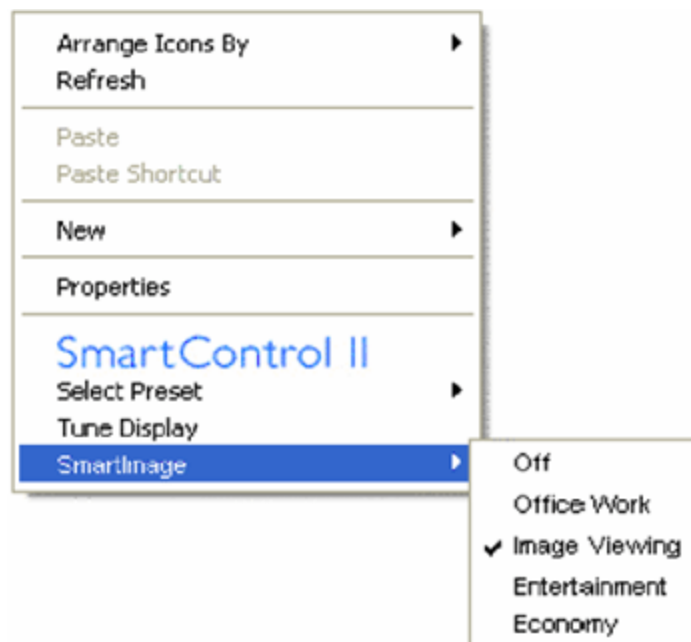 Arrange Icons By
Refresh
Paste
Paste Shortcut
New
Properties
SmartControl II
Select Preset
Tune Display
SmartImage
Off
Office Work
Image Viewing
Entertainment
Economy